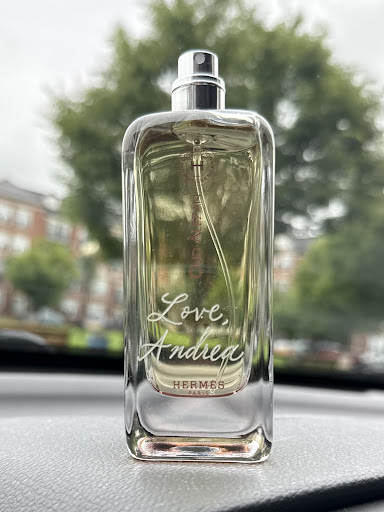 Love,
Andrea
HERMÈS
PARIS